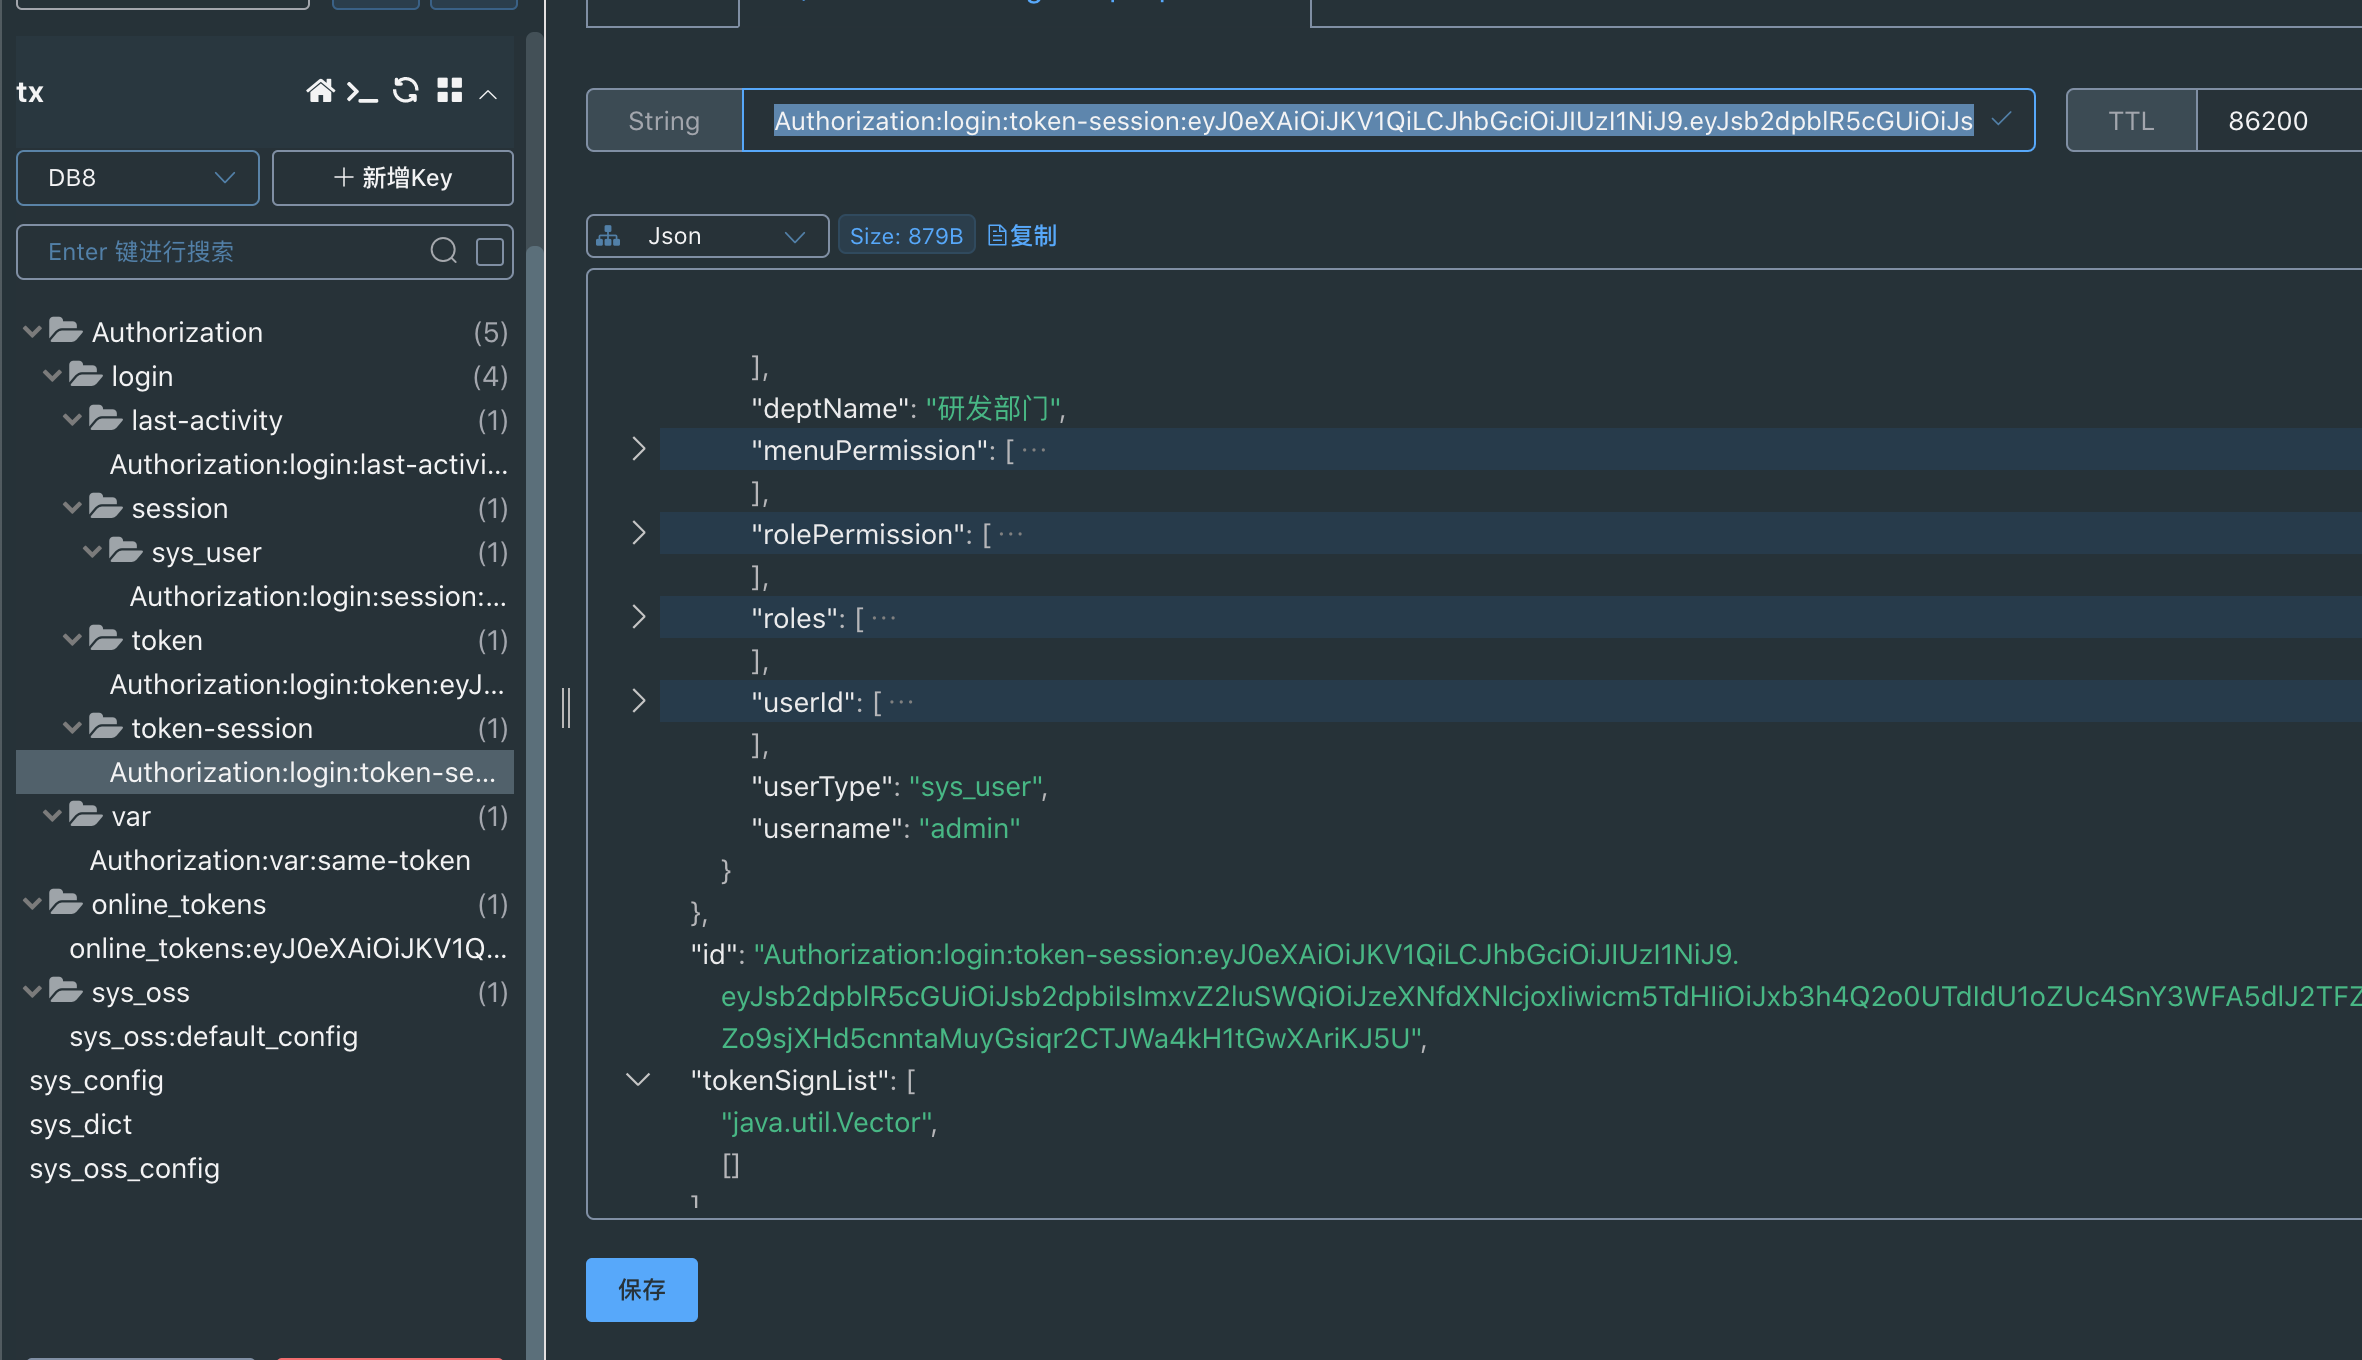 tx
DB8
新增Key
Enter 键进行搜索
Authorization (5)
login (4)
last-activity (1)
Authorization:login:last-activi...
session (1)
sys_user (1)
Authorization:login:session:...
token (1)
Authorization:login:token:eyJ...
token-session (1)
Authorization:login:token-se...
var (1)
Authorization:var:same-token
online_tokens (1)
online_tokens:eyJ0eXAiOiJKV1Q...
sys_oss (1)
sys_oss:default_config
sys_config
sys_dict
sys_oss_config
String Authorization:login:token-session:eyJ0eXAiOiJKV1QiLCJhbGciOiJIUzI1NiJ9.eyJsb2dpblR5cGUiOiJs TTL 86200
Json Size: 879B 复制
],
"deptName": "研发部门",
"menuPermission": [ ···
],
"rolePermission": [ ···
],
"roles": [ ···
],
"userId": [ ···
],
"userType": "sys_user",
"username": "admin"
}
},
"id": "Authorization:login:token-session:eyJ0eXAiOiJKV1QiLCJhbGciOiJIUzI1NiJ9.
eyJsb2dpblR5cGUiOiJsb2dpbiIsImxvZ2luSWQiOiJzeXNfdXNlcjoxIiwicm5TdHIiOiJxb3h4Q2o0UTdIdU1oZUc4SnY3WFA5dlJ2TFZ
Zo9sjXHd5cnntaMuyGsiqr2CTJWa4kH1tGwXAriKJ5U",
"tokenSignList": [
"java.util.Vector",
[]
]
保存